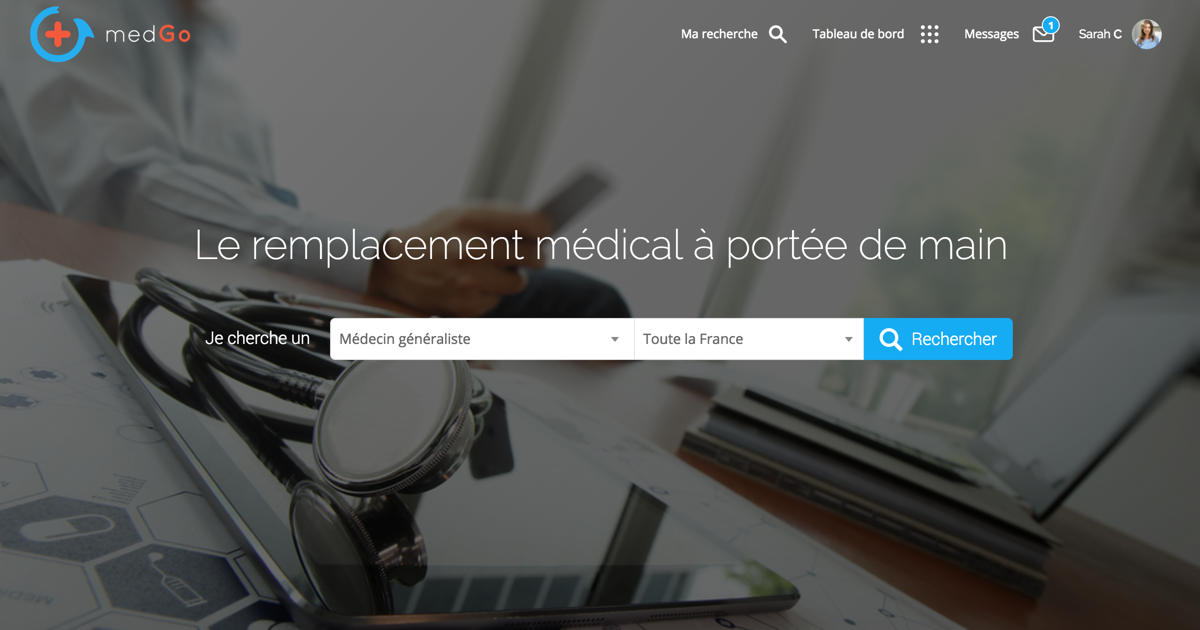 medGo
Ma recherche
Tableau de bord
Messages
1
Sarah C
Le remplacement médical à portée de main
Je cherche un
Médecin généraliste
Toute la France
Rechercher